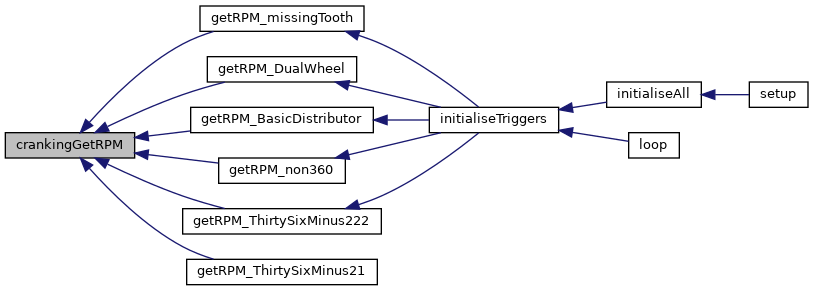 getRPM_missingTooth
getRPM_DualWheel
getRPM_BasicDistributor
crankingGetRPM
getRPM_non360
getRPM_ThirtySixMinus222
getRPM_ThirtySixMinus21
initialiseTriggers
initialiseAll
setup
loop